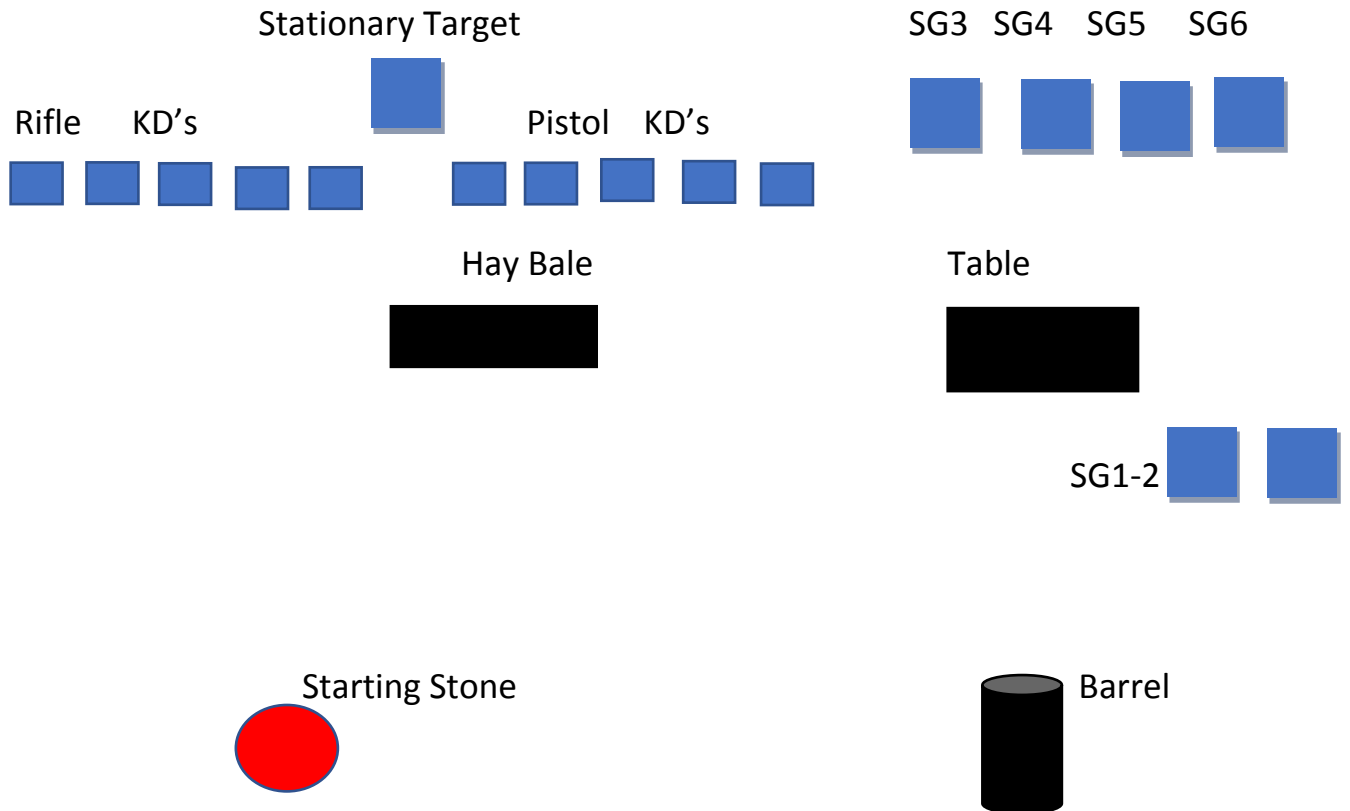 Stationary Target
SG3 SG4 SG5 SG6
Rifle KD’s
Pistol KD’s
Hay Bale
Table
SG1-2
Starting Stone
Barrel